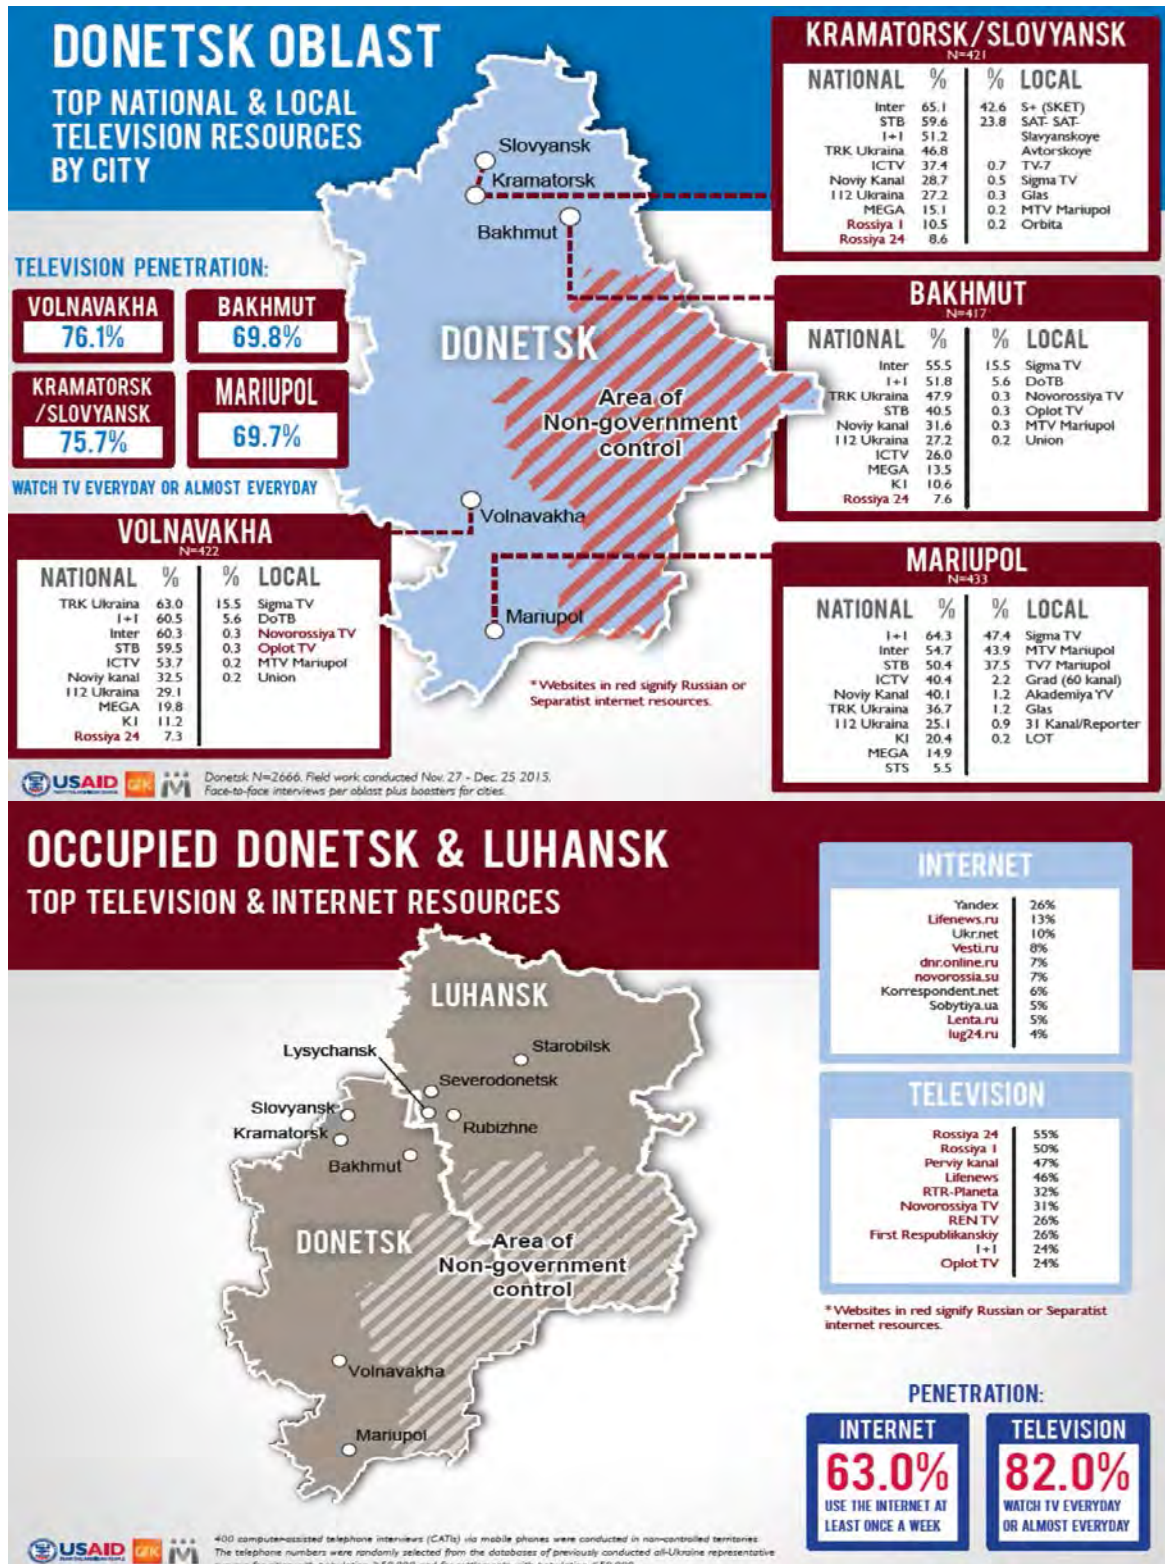 DONETSK OBLAST
TOP NATIONAL & LOCAL
TELEVISION RESOURCES
BY CITY
Slovyansk
Kramatorsk
Bakhmut
DONETSK
Area of
Non-government
control
Volnavakha
Mariupol
TELEVISION PENETRATION:
VOLNAVAKHA
76.1%
BAKHMUT
69.8%
KRAMATORSK
/SLOVYANSK
75.7%
MARIUPOL
69.7%
WATCH TV EVERYDAY OR ALMOST EVERYDAY
KRAMATORSK/SLOVYANSK
N=421
NATIONAL % % LOCAL
Inter 65.1 42.6 S+ (SKET)
STB 59.6 23.8 SAT- SAT-
1+1 51.2 Slavyanskoye
TRK Ukraina 46.8 Avtorskoye
ICTV 37.4 0.7 TV-7
Noviy Kanal 28.7 0.5 Sigma TV
112 Ukraina 27.2 0.3 Glas
MEGA 15.1 0.2 MTV Mariupol
Rossiya 1 10.5 0.2 Orbita
Rossiya 24 8.6
BAKHMUT
N=417
NATIONAL % % LOCAL
Inter 55.5 15.5 Sigma TV
1+1 51.8 5.6 DoTB
TRK Ukraina 47.9 0.3 Novorossiya TV
STB 40.5 0.3 Oplot TV
Noviy kanal 31.6 0.3 MTV Mariupol
112 Ukraina 27.2 0.2 Union
ICTV 26.0
MEGA 13.5
K1 10.6
Rossiya 24 7.6
VOLNAVAKHA
N=422
NATIONAL % % LOCAL
TRK Ukraina 63.0 15.5 Sigma TV
1+1 60.5 5.6 DoTB
Inter 60.3 0.3 Novorossiya TV
STB 59.5 0.3 Oplot TV
ICTV 53.7 0.2 MTV Mariupol
Noviy kanal 32.5 0.2 Union
112 Ukraina 29.1
MEGA 19.8
K1 11.2
Rossiya 24 7.3
MARIUPOL
N=433
NATIONAL % % LOCAL
1+1 64.3 47.4 Sigma TV
Inter 54.7 43.9 MTV Mariupol
STB 50.4 37.5 TV7 Mariupol
ICTV 40.4 2.2 Grad (60 kanal)
Noviy Kanal 40.1 1.2 Akademiya YV
TRK Ukraina 36.7 1.2 Glas
112 Ukraina 25.1 0.9 31 Kanal/Reporter
K1 20.4 0.2 LOT
MEGA 14.9
STS 5.5
* Websites in red signify Russian or
Separatist internet resources.
USAID GfK
Donetsk N=2666. Field work conducted Nov. 27 - Dec. 25 2015.
Face-to-face interviews per oblast plus boosters for cities.
OCCUPIED DONETSK & LUHANSK
TOP TELEVISION & INTERNET RESOURCES
LUHANSK
Lysychansk
Starobilsk
Severodonetsk
Slovyansk
Rubizhne
Kramatorsk
Bakhmut
DONETSK
Area of
Non-government
control
Volnavakha
Mariupol
INTERNET
Yandex 26%
Lifenews.ru 13%
Ukr.net 10%
Vesti.ru 8%
dnr.online.ru 7%
novorossia.su 7%
Korrespondent.net 6%
Sobytiya.ua 5%
Lenta.ru 5%
lug24.ru 4%
TELEVISION
Rossiya 24 55%
Rossiya 1 50%
Perviy kanal 47%
Lifenews 46%
RTR-Planeta 32%
Novorossiya TV 31%
REN TV 26%
First Respublikanskiy 26%
1+1 24%
Oplot TV 24%
* Websites in red signify Russian or Separatist
internet resources.
PENETRATION:
INTERNET
63.0%
USE THE INTERNET AT
LEAST ONCE A WEEK
TELEVISION
82.0%
WATCH TV EVERYDAY
OR ALMOST EVERYDAY
USAID GfK
400 computer-assisted telephone interviews (CATIs) via mobile phones were conducted in non-controlled territories
The telephone numbers were randomly selected from the databases of previously conducted all-Ukraine representative